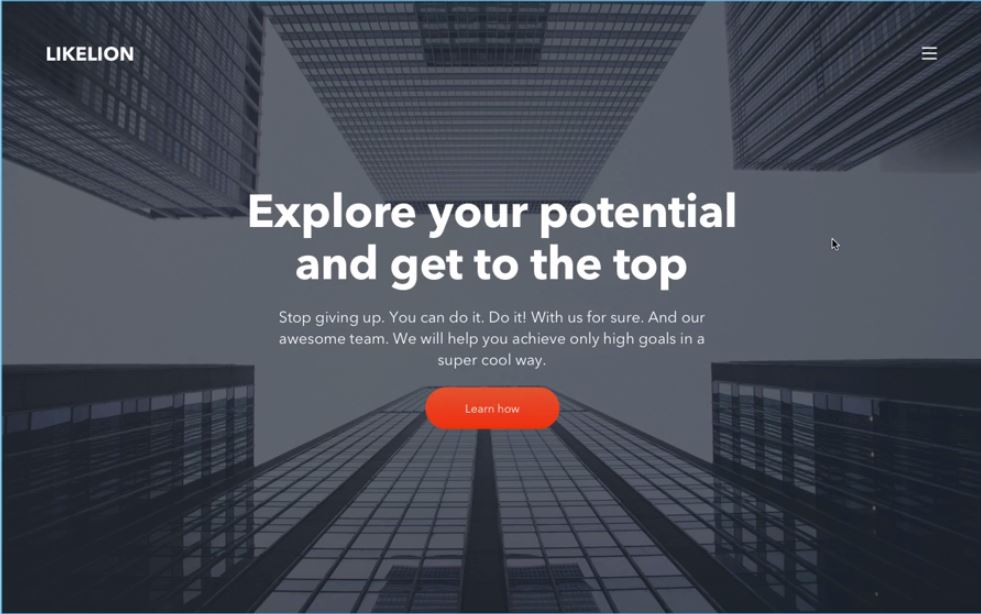 LIKELION
Explore your potential
and get to the top
Stop giving up. You can do it. Do it! With us for sure. And our
awesome team. We will help you achieve only high goals in a
super cool way.
Learn how